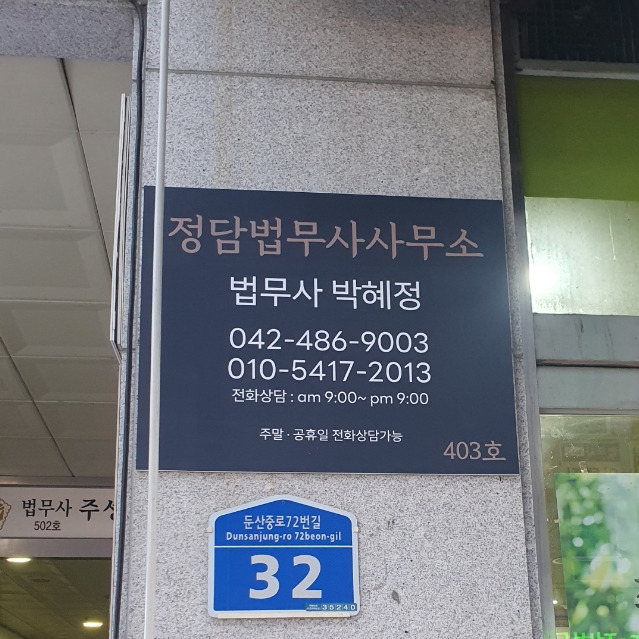 정담법무사사무소
법무사 박혜정
042-486-9003
010-5417-2013
전화상담 : am 9:00~ pm 9:00
주말 · 공휴일 전화상담가능
403호
법무사 주성
502호
둔산중로72번길
Dunsanjung-ro 72beon-gil
32
35240